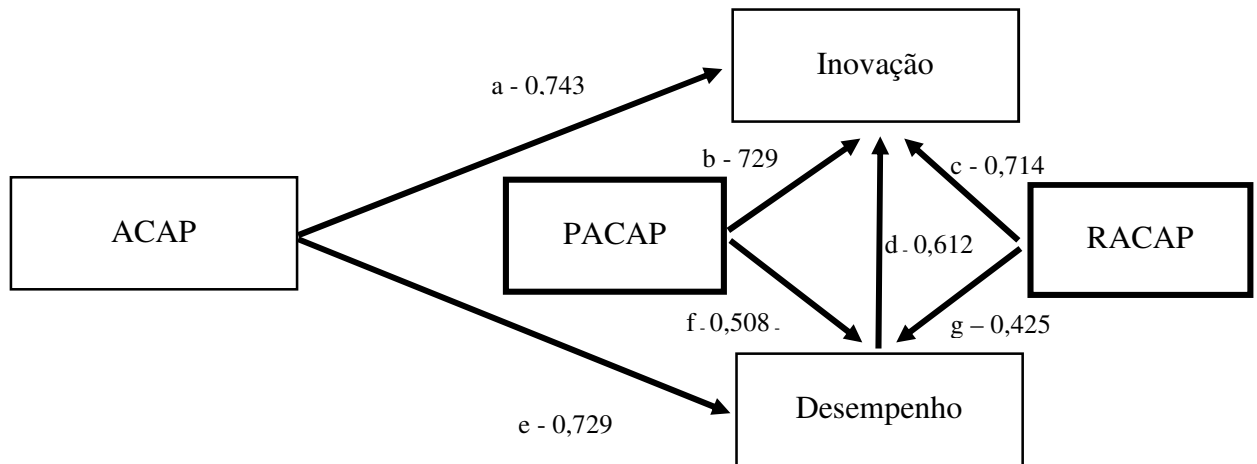 Inovação
a - 0,743
b - 729
c - 0,714
ACAP
PACAP
RACAP
d - 0,612
f - 0,508 -
g – 0,425
Desempenho
e - 0,729